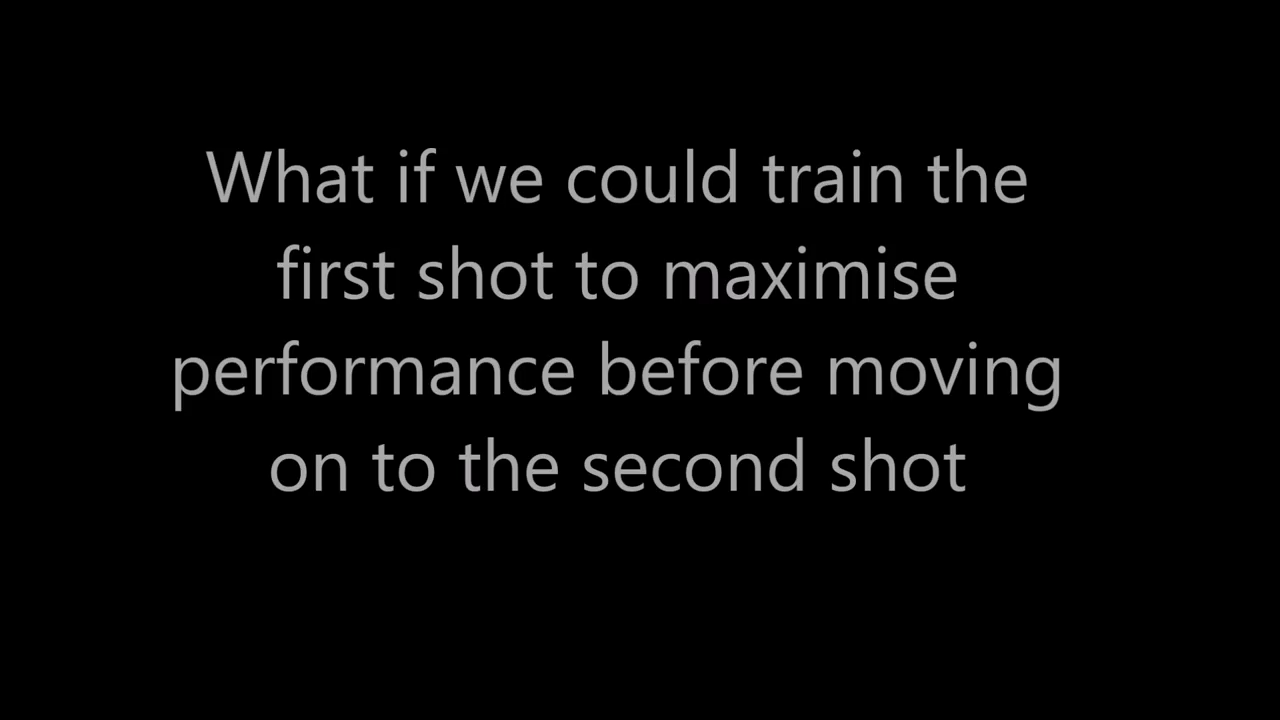 What if we could train the
first shot to maximise
performance before moving
on to the second shot